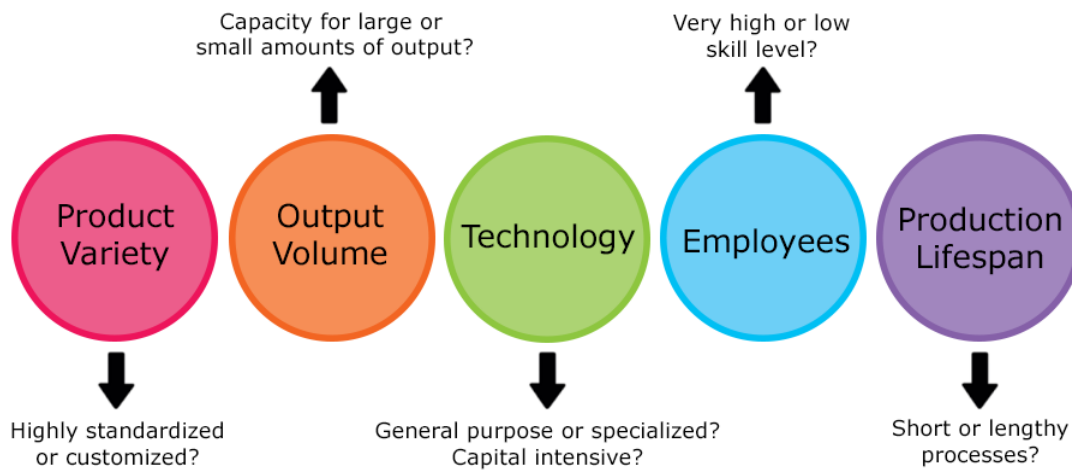 Capacity for large or
small amounts of output?
Very high or low
skill level?
Product
Variety
Output
Volume
Technology
Employees
Production
Lifespan
Highly standardized
or customized?
General purpose or specialized?
Capital intensive?
Short or lengthy
processes?